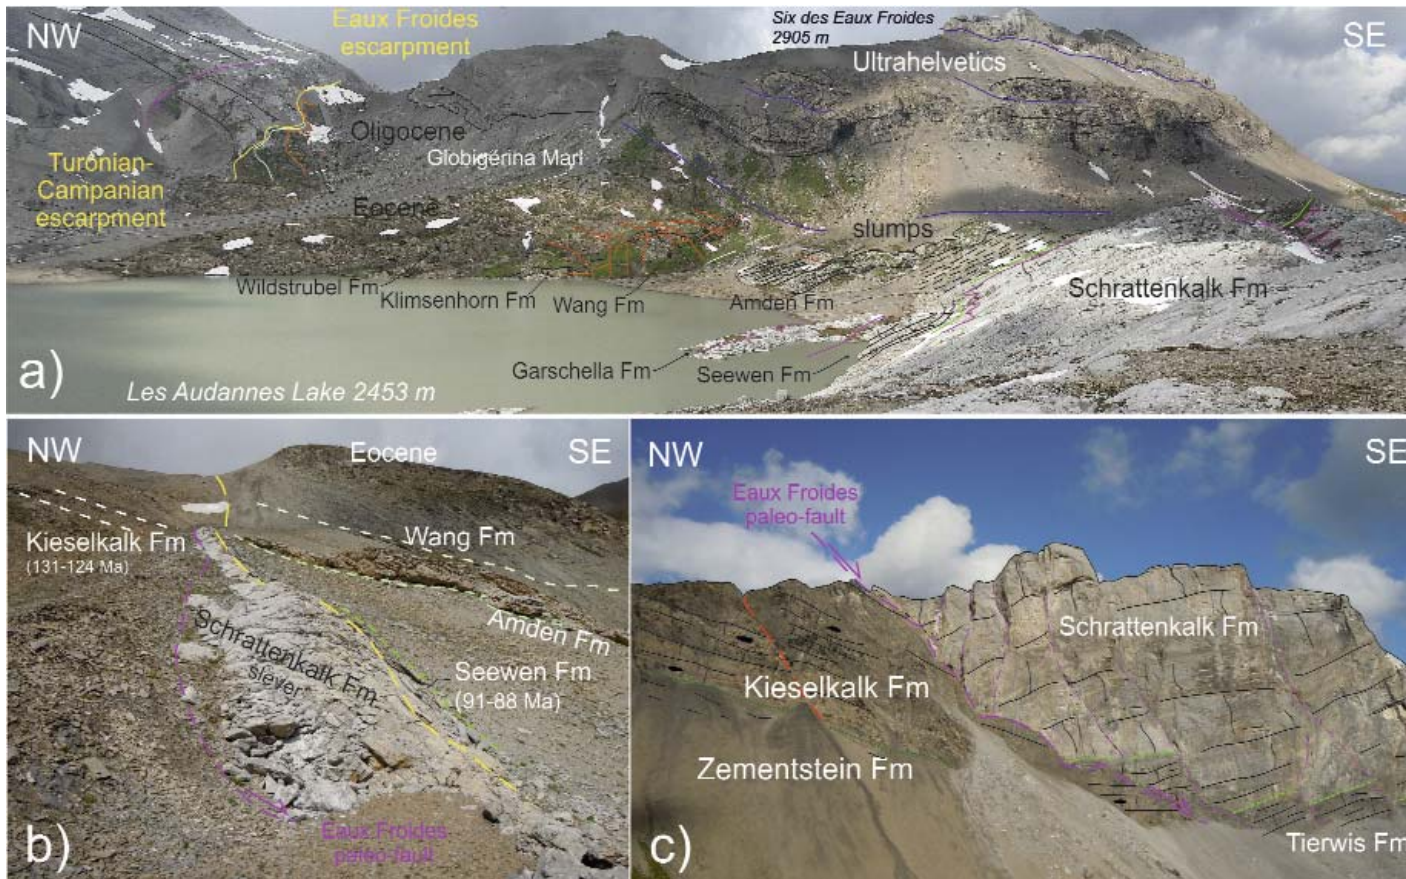 NW
Eaux Froides
escarpment
Six des Eaux Froides
2905 m
SE
Ultrahelvetics
Oligocene
Globigerina Marl
Turonian-
Campanian
escarpment
Eocene
slumps
Wildstrubel Fm
Klimsenhorn Fm
Wang Fm
Amden Fm
Schrattenkalk Fm
Garschella Fm
Seewen Fm
a)
Les Audannes Lake 2453 m
NW
Eocene
SE
Kieselkalk Fm
(131-124 Ma)
Wang Fm
Amden Fm
Schrattenkalk Fm
"slever"
Seewen Fm
(91-88 Ma)
Eaux Froides
paleo-fault
b)
NW
SE
Eaux Froides
paleo-fault
Schrattenkalk Fm
Kieselkalk Fm
Zementstein Fm
Tierwis Fm
c)